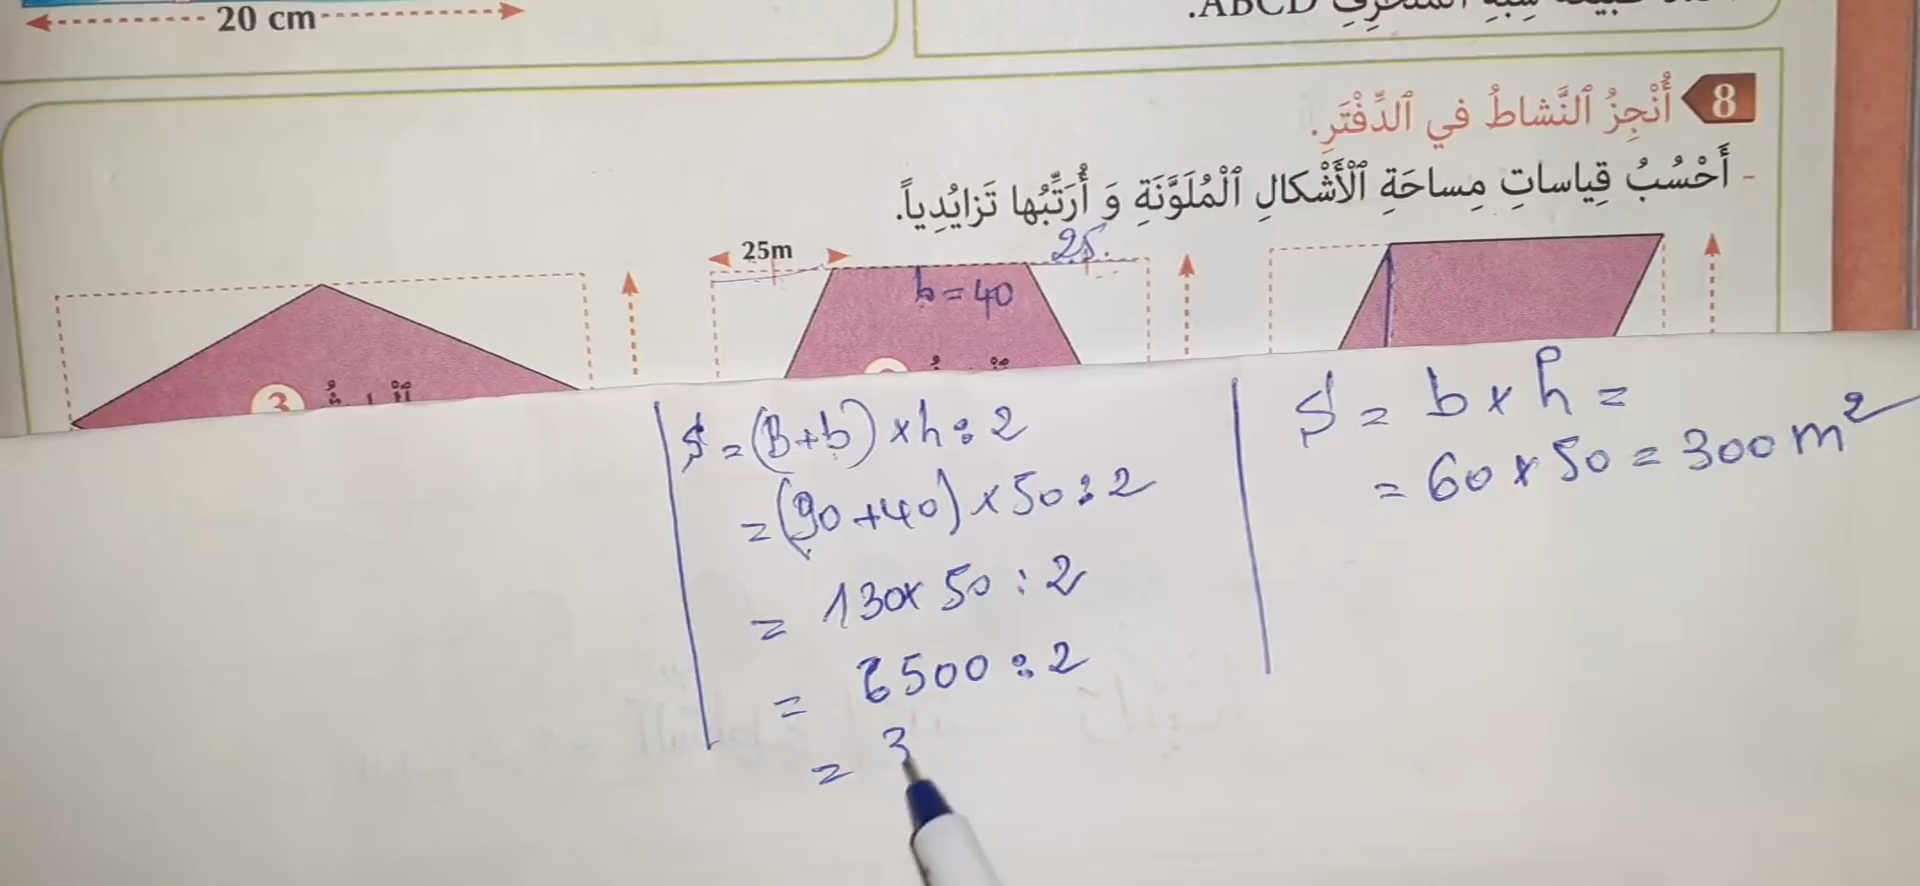 20 cm
ABCD.
8 أُنْجِزُ ٱلنَّشاطُ في ٱلدِّفْتَرِ.
- أَحْسُبُ قِياساتِ مِساحَةِ ٱلْأَشْكالِ ٱلْمُلَوَّنَةِ وَ أُرَتِّبُها تَزايُدِياً.
25m
25.
b = 40
3
S = b x h =
= 60 x 50 = 300 m²
S = (B+b) x h : 2
= (90 + 40) x 50 : 2
= 130 x 50 : 2
= 6500 : 2
= 3